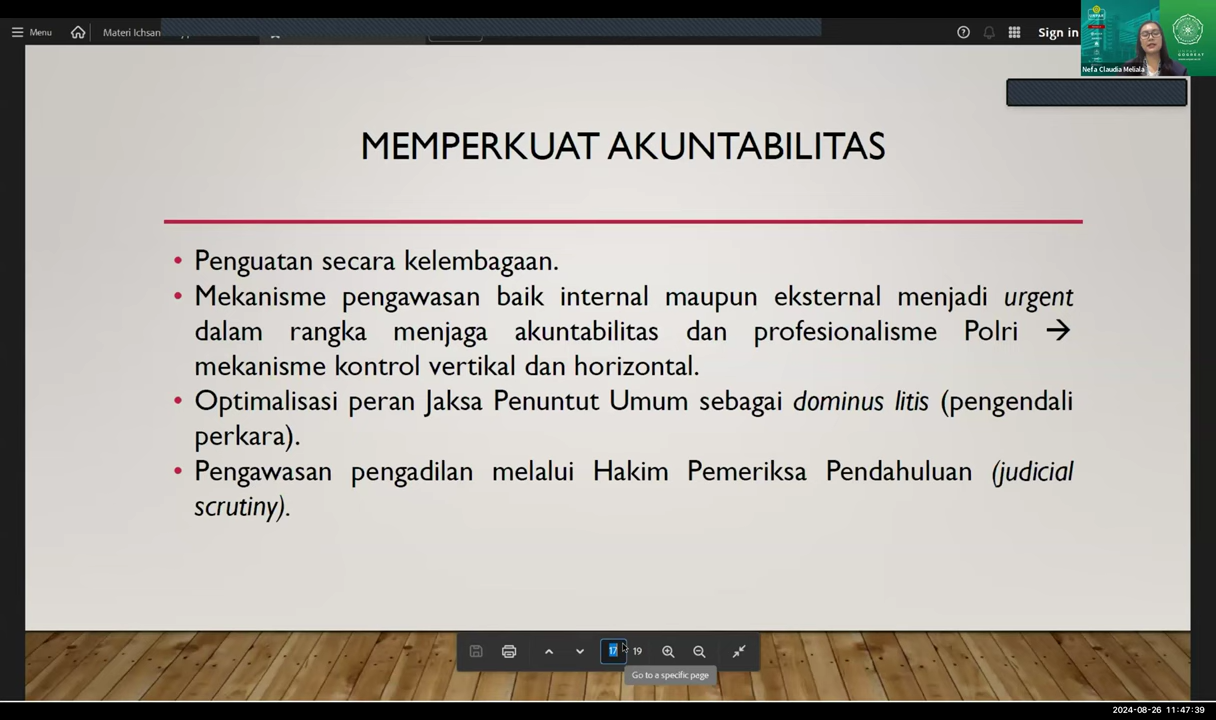 Menu
Materi Ichsan
Sign in
Nefa Claudia Meliala
MEMPERKUAT AKUNTABILITAS
• Penguatan secara kelembagaan.
• Mekanisme pengawasan baik internal maupun eksternal menjadi urgent
dalam rangka menjaga akuntabilitas dan profesionalisme Polri →
mekanisme kontrol vertikal dan horizontal.
• Optimalisasi peran Jaksa Penuntut Umum sebagai dominus litis (pengendali
perkara).
• Pengawasan pengadilan melalui Hakim Pemeriksa Pendahuluan (judicial
scrutiny).
17 19
Go to a specific page
2024-08-26 11:47:39